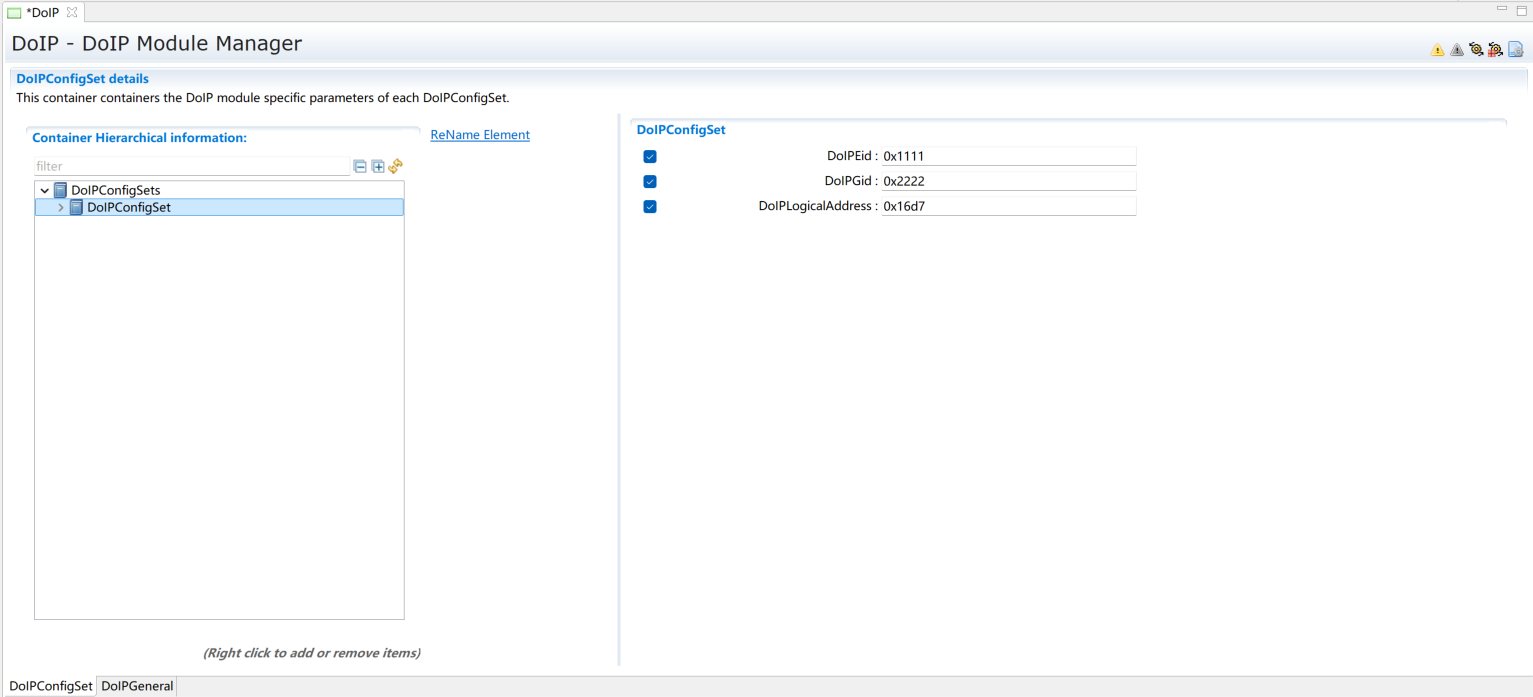 *DoIP
DoIP - DoIP Module Manager
DoIPConfigSet details
This container containers the DoIP module specific parameters of each DoIPConfigSet.
Container Hierarchical information:
ReName Element
filter
DoIPConfigSets
DoIPConfigSet
(Right click to add or remove items)
DoIPConfigSet
DoIPEid : 0x1111
DoIPGid : 0x2222
DoIPLogicalAddress : 0x16d7
DoIPConfigSet DoIPGeneral